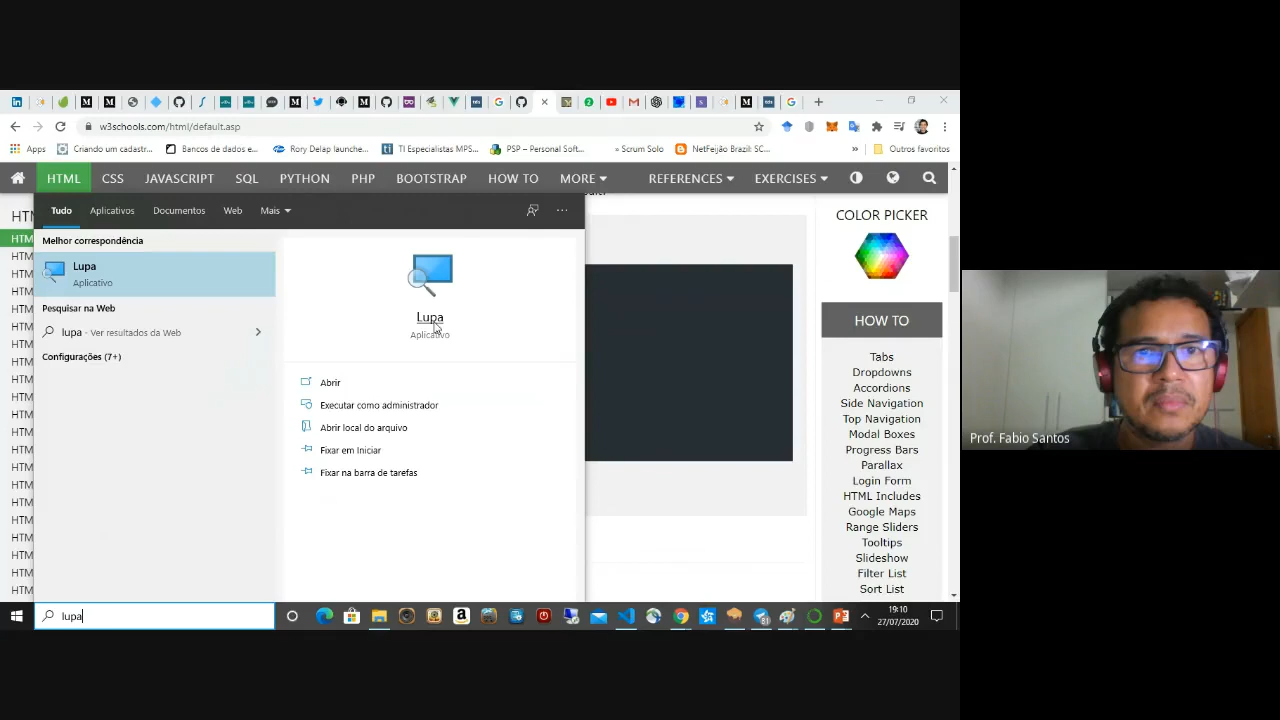 w3schools.com/html/default.asp
Apps Criando um cadastr... Bancos de dados e... Rory Delap launche... TI Especialistas MPS... PSP – Personal Soft... » Scrum Solo NetFeijão Brazil: SC... » Outros favoritos
HTML CSS JAVASCRIPT SQL PYTHON PHP BOOTSTRAP HOW TO MORE REFERENCES EXERCISES
Tudo Aplicativos Documentos Web Mais ...
Melhor correspondência
Lupa
Aplicativo
Pesquisar na Web
lupa - Ver resultados da Web
Configurações (7+)
Lupa
Aplicativo
Abrir
Executar como administrador
Abrir local do arquivo
Fixar em Iniciar
Fixar na barra de tarefas
COLOR PICKER
HOW TO
Tabs
Dropdowns
Accordions
Side Navigation
Top Navigation
Modal Boxes
Progress Bars
Parallax
Login Form
HTML Includes
Google Maps
Range Sliders
Tooltips
Slideshow
Filter List
Sort List
Prof. Fabio Santos
lupa
19:10
27/07/2020